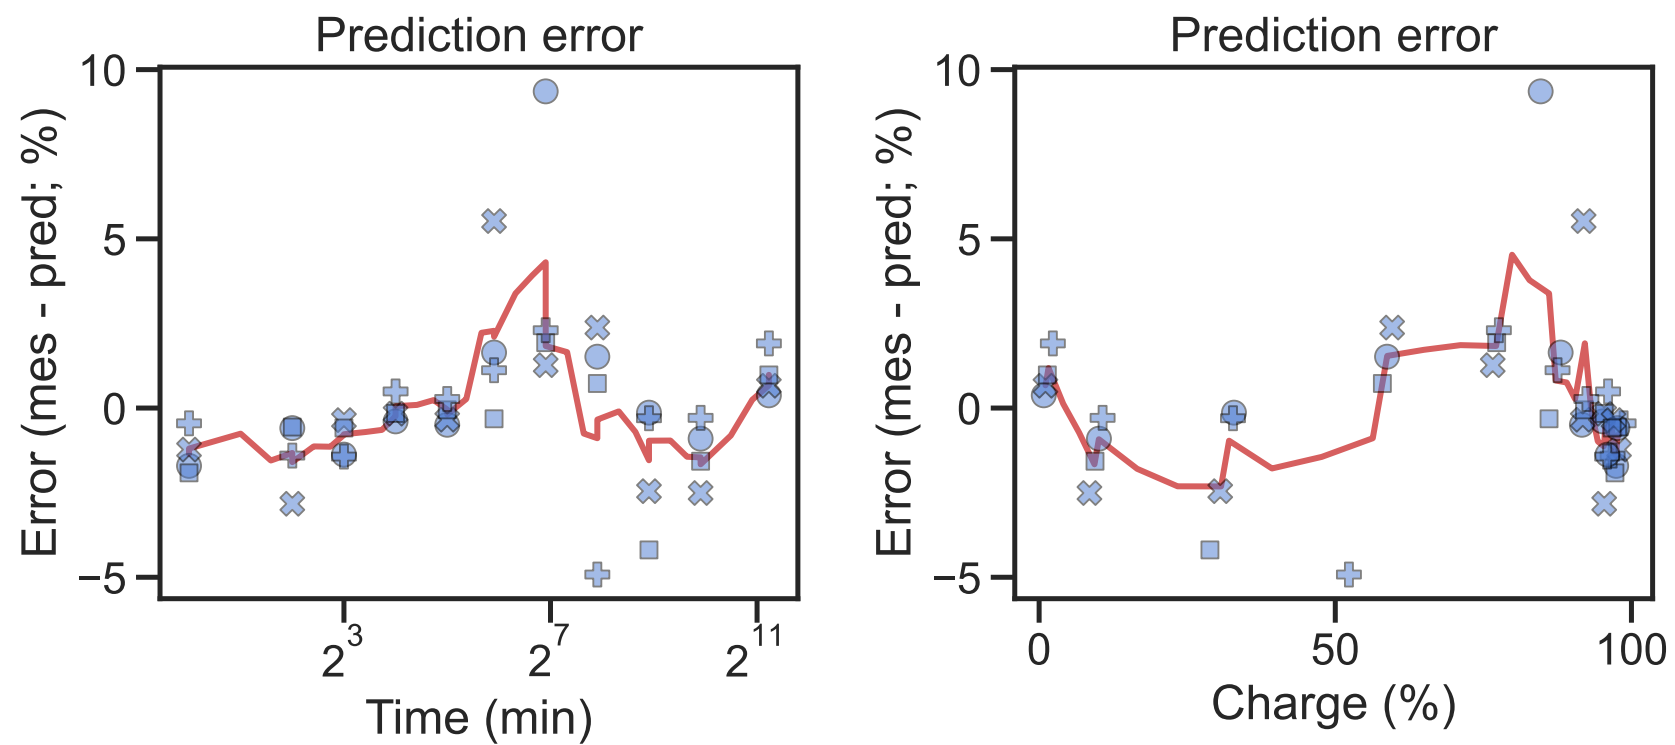 Prediction error
10
5
0
−5
Error (mes - pred; %)
2^3
2^7
2^11
Time (min)
Prediction error
10
5
0
−5
Error (mes - pred; %)
0
50
100
Charge (%)